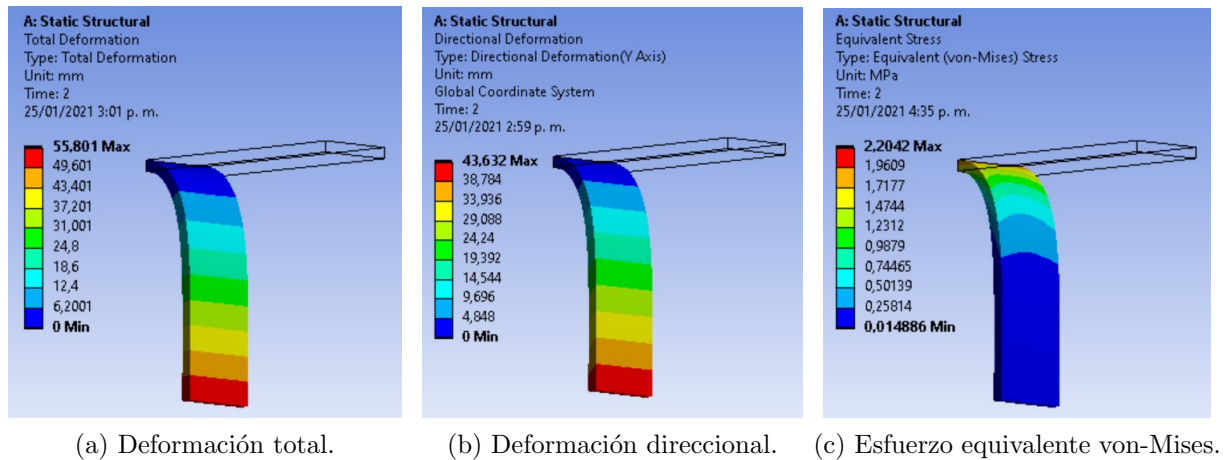 A: Static Structural
Total Deformation
Type: Total Deformation
Unit: mm
Time: 2
25/01/2021 3:01 p. m.
55,801 Max
49,601
43,401
37,201
31,001
24,8
18,6
12,4
6,2001
0 Min
(a) Deformación total.
A: Static Structural
Directional Deformation
Type: Directional Deformation(Y Axis)
Unit: mm
Global Coordinate System
Time: 2
25/01/2021 2:59 p. m.
43,632 Max
38,784
33,936
29,088
24,24
19,392
14,544
9,696
4,848
0 Min
(b) Deformación direccional.
A: Static Structural
Equivalent Stress
Type: Equivalent (von-Mises) Stress
Unit: MPa
Time: 2
25/01/2021 4:35 p. m.
2,2042 Max
1,9609
1,7177
1,4744
1,2312
0,9879
0,74465
0,50139
0,25814
0,014886 Min
(c) Esfuerzo equivalente von-Mises.